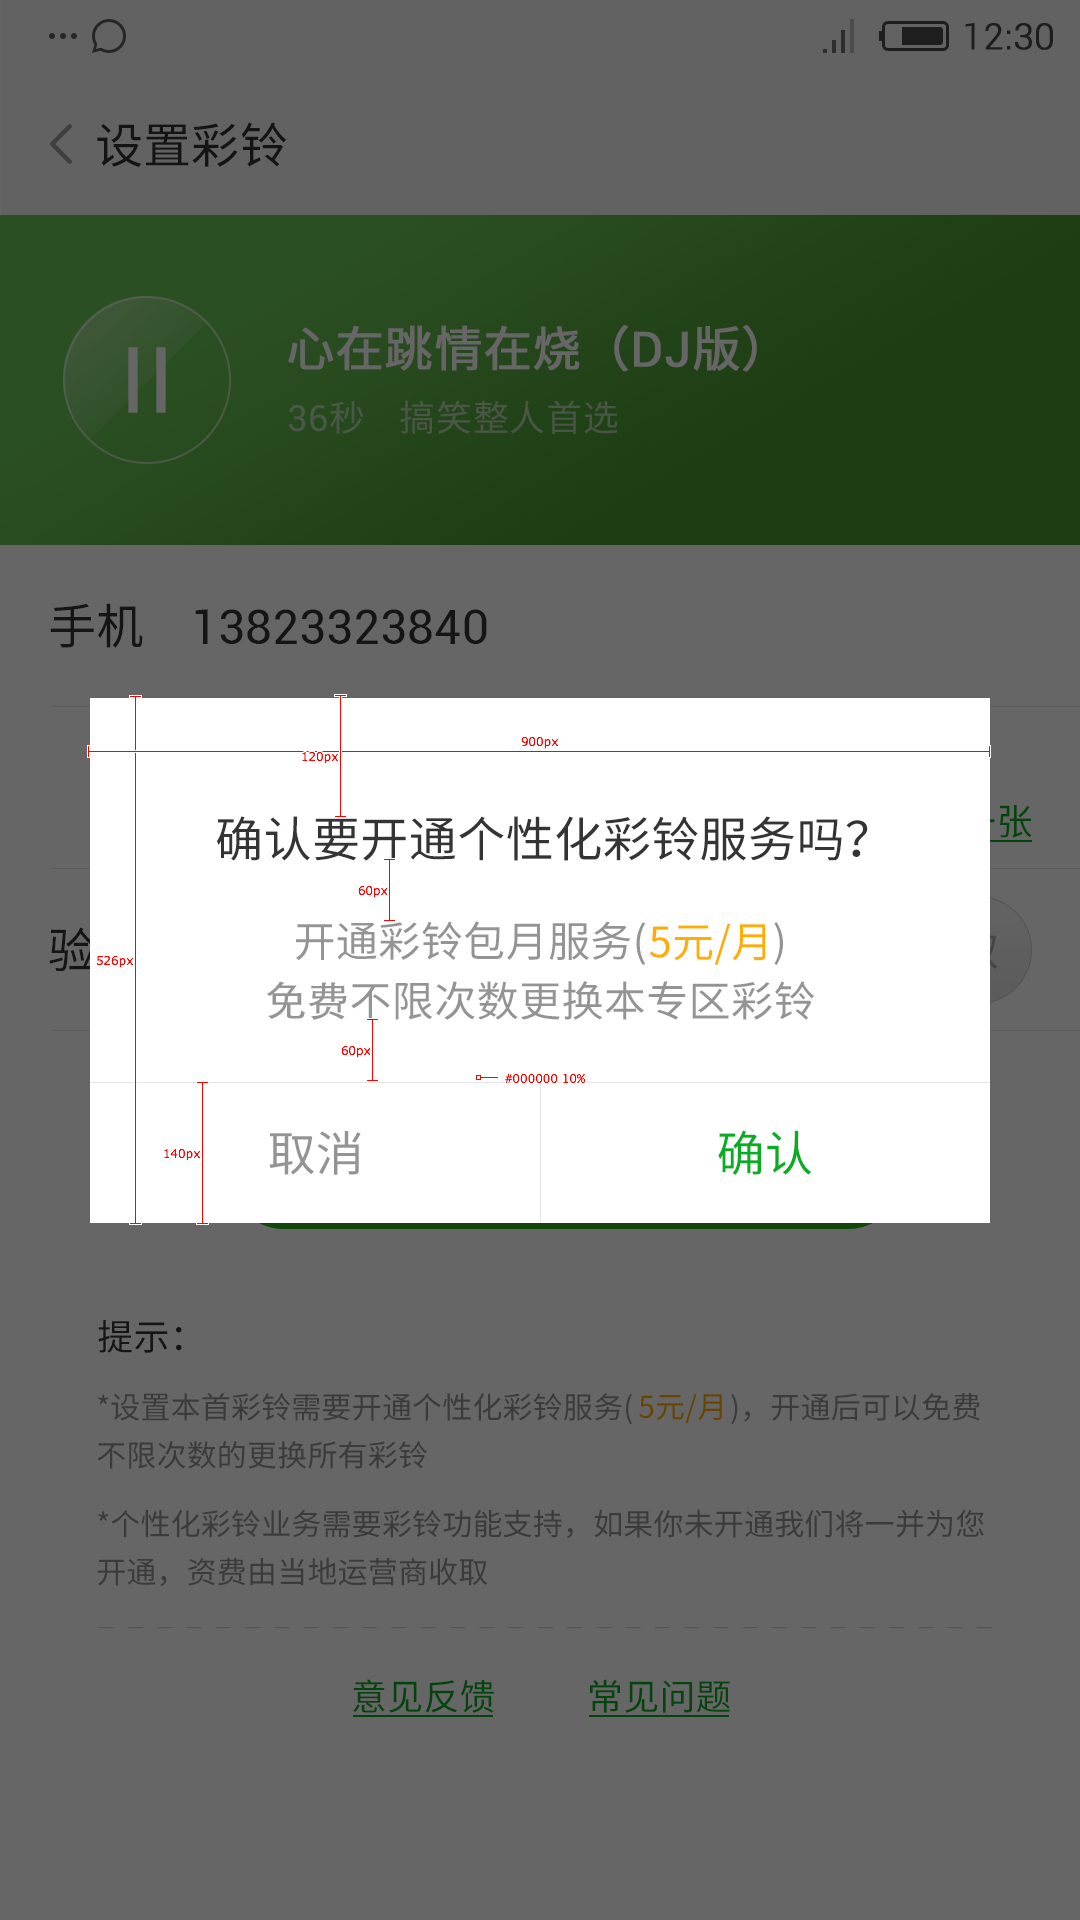 12:30
设置彩铃
心在跳情在烧（DJ版）
36秒 搞笑整人首选
手机 13823323840
900px
120px
张
确认要开通个性化彩铃服务吗？
60px
开通彩铃包月服务(5元/月)
验
526px
免费不限次数更换本专区彩铃
60px
#000000 10%
取消
确认
140px
提示：
*设置本首彩铃需要开通个性化彩铃服务(5元/月)，开通后可以免费
不限次数的更换所有彩铃
*个性化彩铃业务需要彩铃功能支持，如果你未开通我们将一并为您
开通，资费由当地运营商收取
意见反馈 常见问题